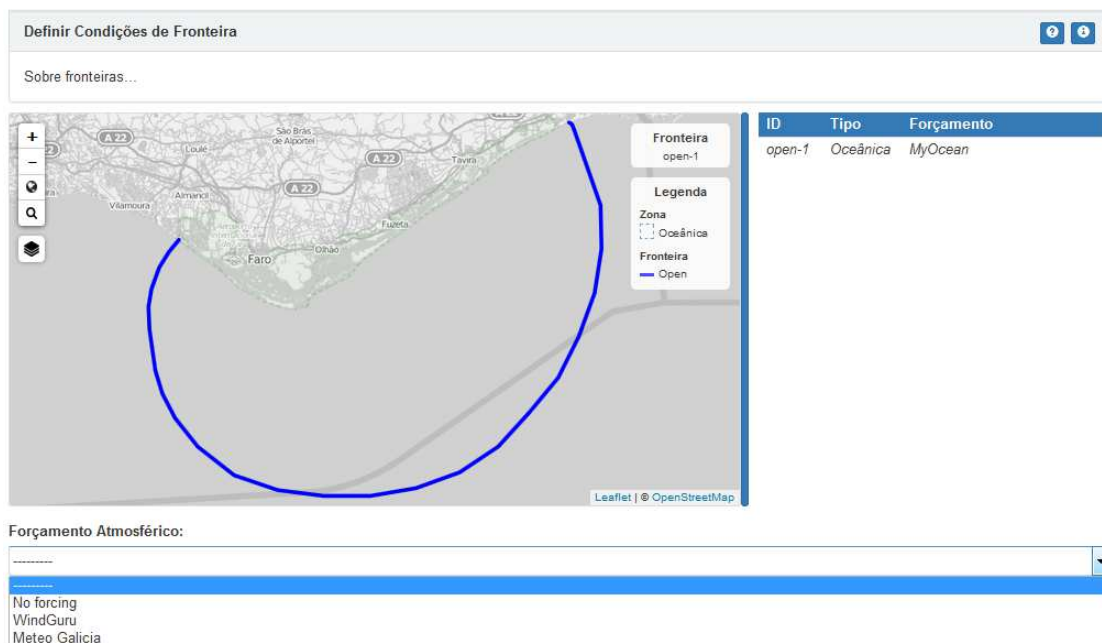 Definir Condições de Fronteira
Sobre fronteiras...
ID Tipo Forçamento
open-1 Oceânica MyOcean
+
−
A 22
São Brás
de Alportel
Loulé
A 22
Tavira
A 22
Almancil
Vilamoura
Fuzeta
Olhão
Faro
Fronteira
open-1
Legenda
Zona
Oceânica
Fronteira
Open
Leaflet | © OpenStreetMap
Forçamento Atmosférico:
---------
---------
No forcing
WindGuru
Meteo Galicia